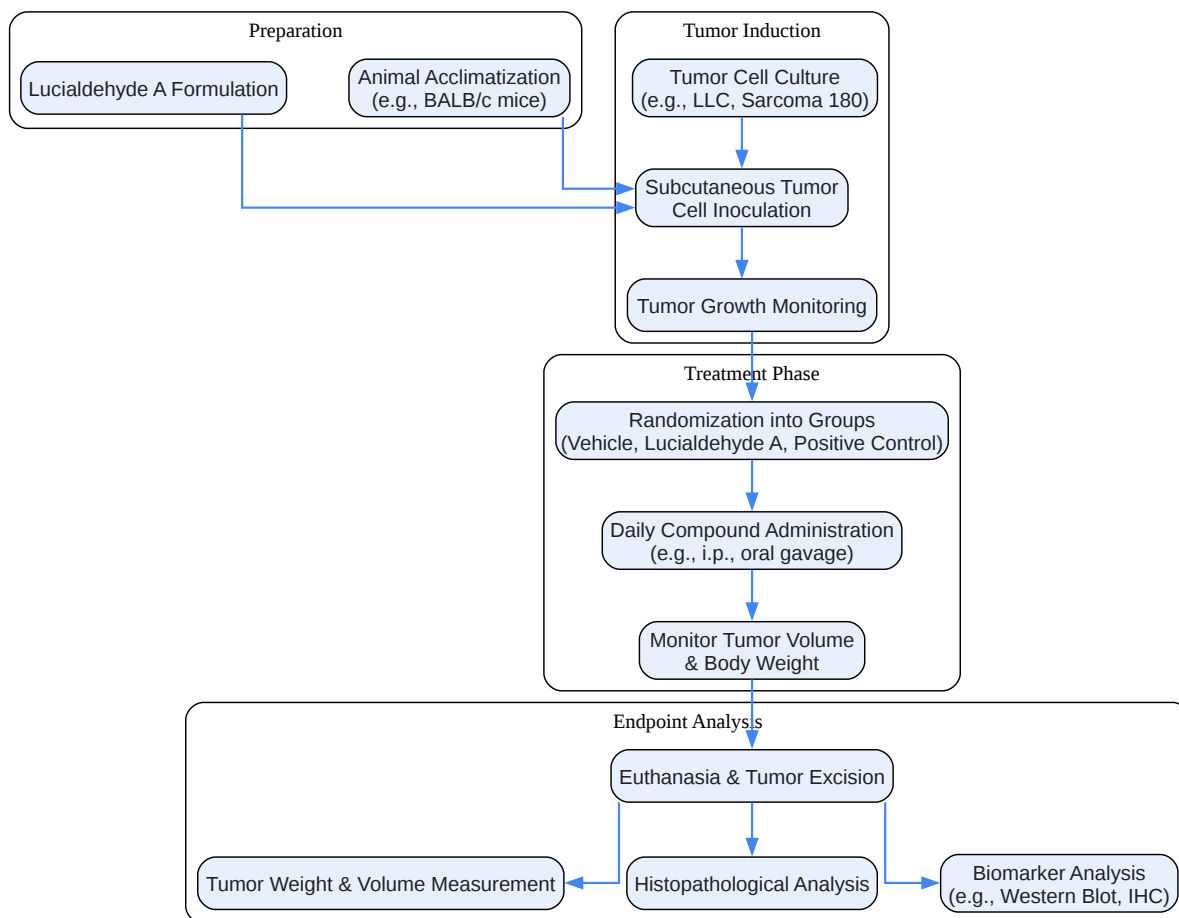 Preparation
Lucialdehyde A Formulation
Animal Acclimatization
(e.g., BALB/c mice)
Tumor Induction
Tumor Cell Culture
(e.g., LLC, Sarcoma 180)
Subcutaneous Tumor
Cell Inoculation
Tumor Growth Monitoring
Treatment Phase
Randomization into Groups
(Vehicle, Lucialdehyde A, Positive Control)
Daily Compound Administration
(e.g., i.p., oral gavage)
Monitor Tumor Volume
& Body Weight
Endpoint Analysis
Euthanasia & Tumor Excision
Tumor Weight & Volume Measurement
Histopathological Analysis
Biomarker Analysis
(e.g., Western Blot, IHC)